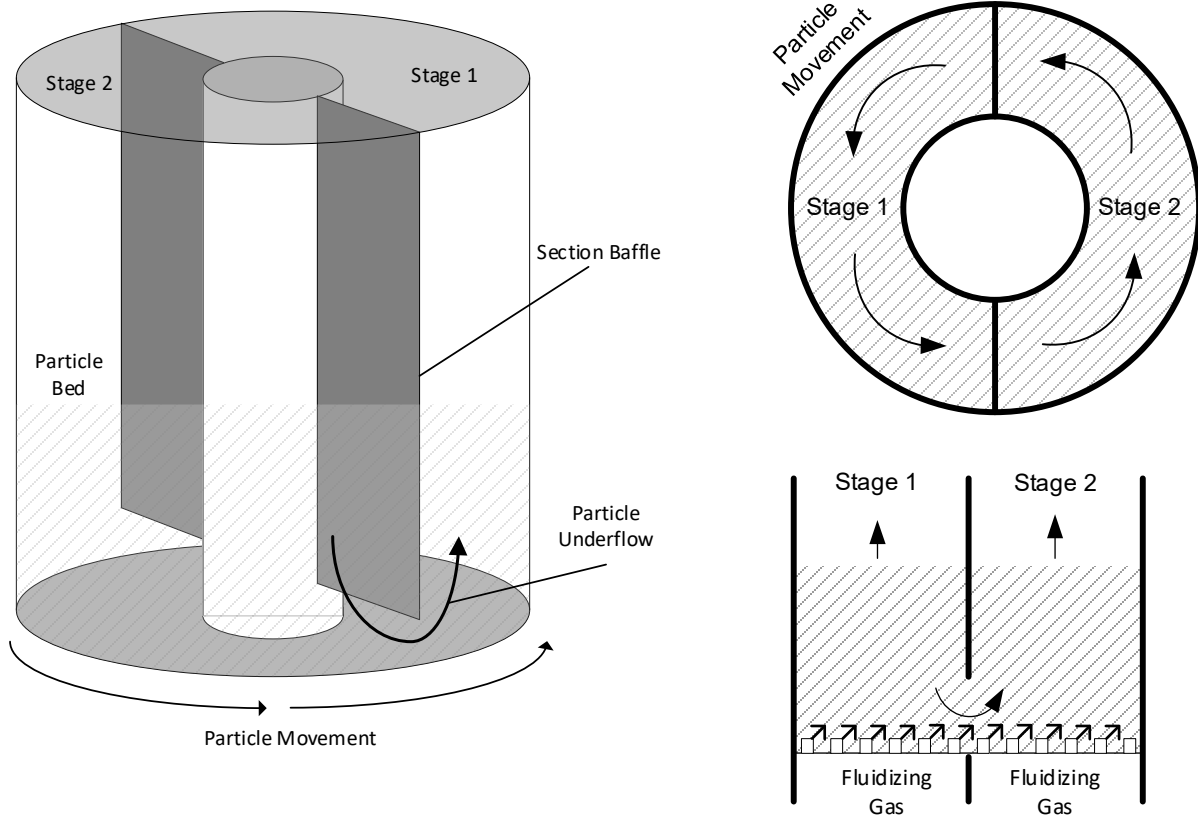 Stage 2
Stage 1
Section Baffle
Particle
Bed
Particle
Underflow
Particle Movement
Particle
Movement
Stage 1
Stage 2
Stage 1
Stage 2
Fluidizing
Gas
Fluidizing
Gas